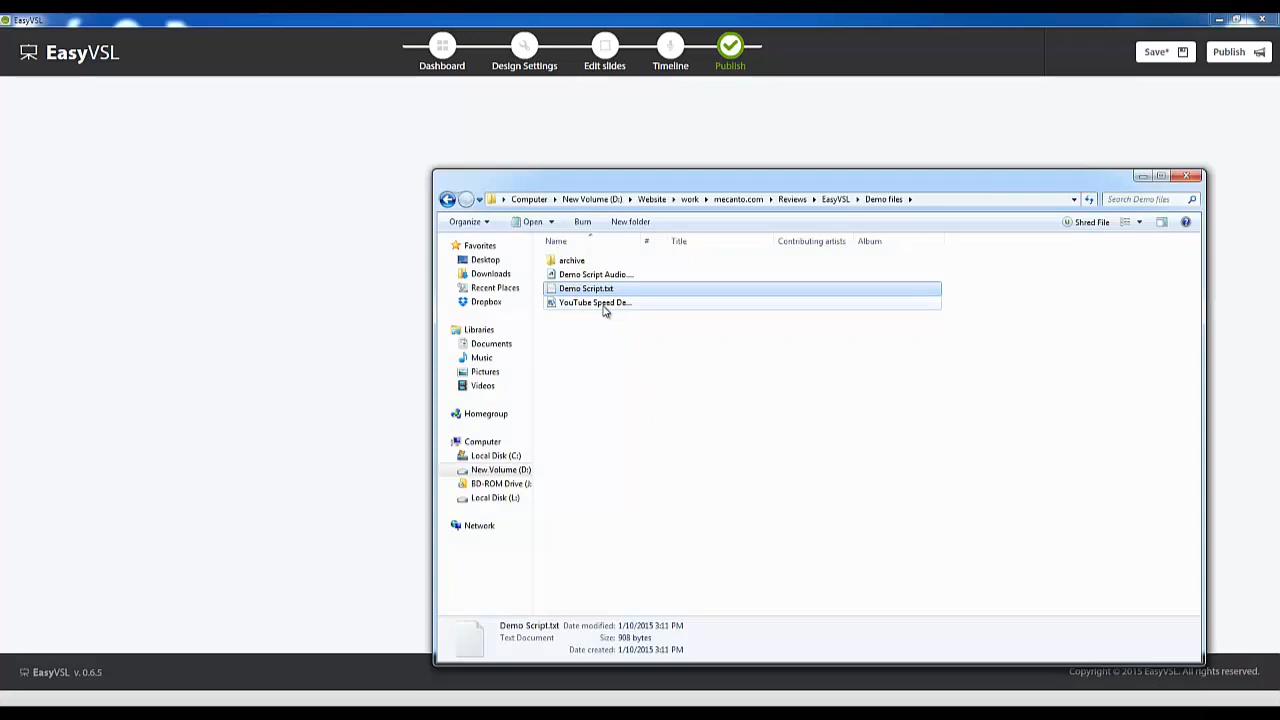 EasyVSL
EasyVSL
Dashboard
Design Settings
Edit slides
Timeline
Publish
Save*
Publish
Computer
New Volume (D:)
Website
work
mecanto.com
Reviews
EasyVSL
Demo files
Search Demo files
Organize
Open
Burn
New folder
Shred File
Name
#
Title
Contributing artists
Album
Favorites
Desktop
Downloads
Recent Places
Dropbox
Libraries
Documents
Music
Pictures
Videos
Homegroup
Computer
Local Disk (C:)
New Volume (D:)
BD-ROM Drive (I:
Local Disk (L:)
Network
archive
Demo Script Audio....
Demo Script.txt
YouTube Speed De...
Demo Script.txt Date modified: 1/10/2015 3:11 PM
Text Document Size: 908 bytes
Date created: 1/10/2015 3:11 PM
EasyVSL v. 0.6.5
Copyright © 2015 EasyVSL. All rights reserved.